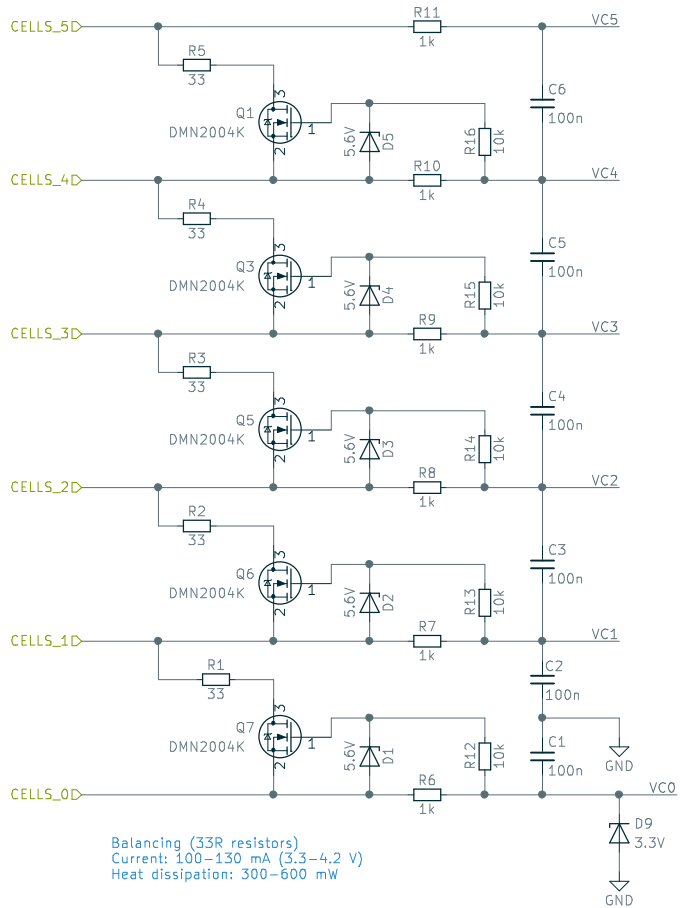 CELLS_5
R11
1k
VC5
R5
33
3
Q1
DMN2004K
1
2
5.6V
D5
R16
10k
C6
100n
CELLS_4
R10
1k
VC4
R4
33
3
Q3
DMN2004K
1
2
5.6V
D4
R15
10k
C5
100n
CELLS_3
R9
1k
VC3
R3
33
3
Q5
DMN2004K
1
2
5.6V
D3
R14
10k
C4
100n
CELLS_2
R8
1k
VC2
R2
33
3
Q6
DMN2004K
1
2
5.6V
D2
R13
10k
C3
100n
CELLS_1
R7
1k
VC1
R1
33
3
Q7
DMN2004K
1
2
5.6V
D1
R12
10k
C2
100n
C1
100n
GND
CELLS_0
R6
1k
VC0
D9
3.3V
GND
Balancing (33R resistors)
Current: 100-130 mA (3.3-4.2 V)
Heat dissipation: 300-600 mW